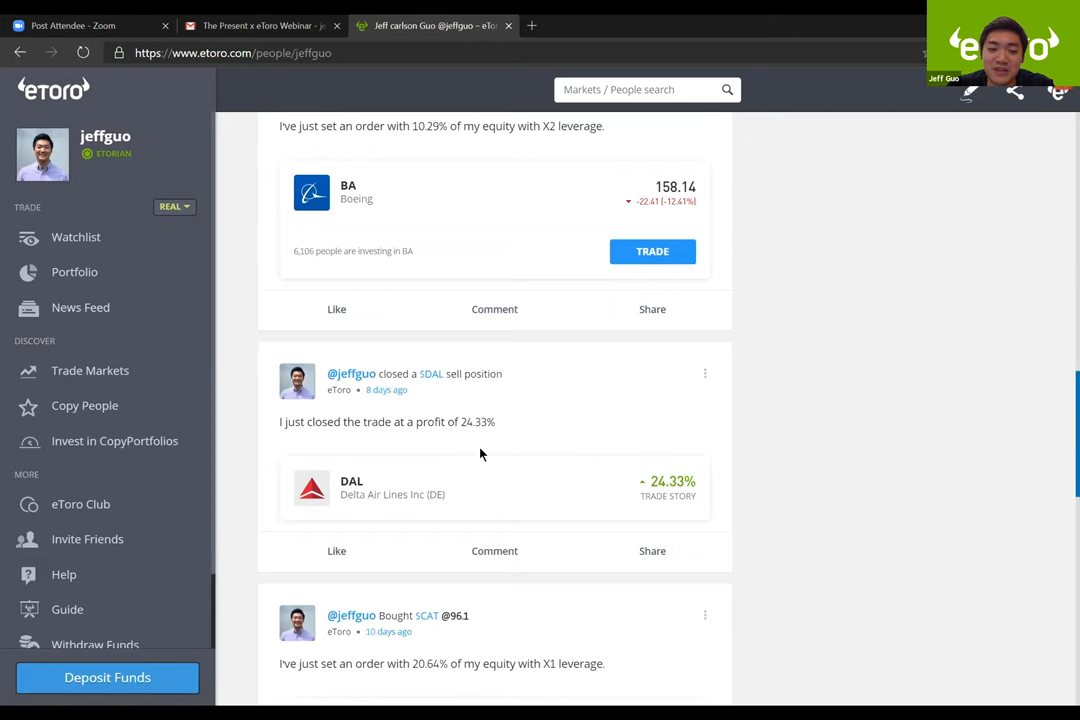 Post Attendee - Zoom
The Present x eToro Webinar - je
Jeff carlson Guo @jeffguo – eTo
https://www.etoro.com/people/jeffguo
eToro
Markets / People search
eToro
Jeff Guo
jeffguo
ETORIAN
TRADE
REAL
Watchlist
Portfolio
News Feed
DISCOVER
Trade Markets
Copy People
Invest in CopyPortfolios
MORE
eToro Club
Invite Friends
Help
Guide
Withdraw Funds
Deposit Funds
I've just set an order with 10.29% of my equity with X2 leverage.
BA
Boeing
158.14
-22.41 (-12.41%)
6,106 people are investing in BA
TRADE
Like Comment Share
@jeffguo closed a $DAL sell position
eToro • 8 days ago
I just closed the trade at a profit of 24.33%
DAL
Delta Air Lines Inc (DE)
24.33%
TRADE STORY
Like Comment Share
@jeffguo Bought $CAT @96.1
eToro • 10 days ago
I've just set an order with 20.64% of my equity with X1 leverage.